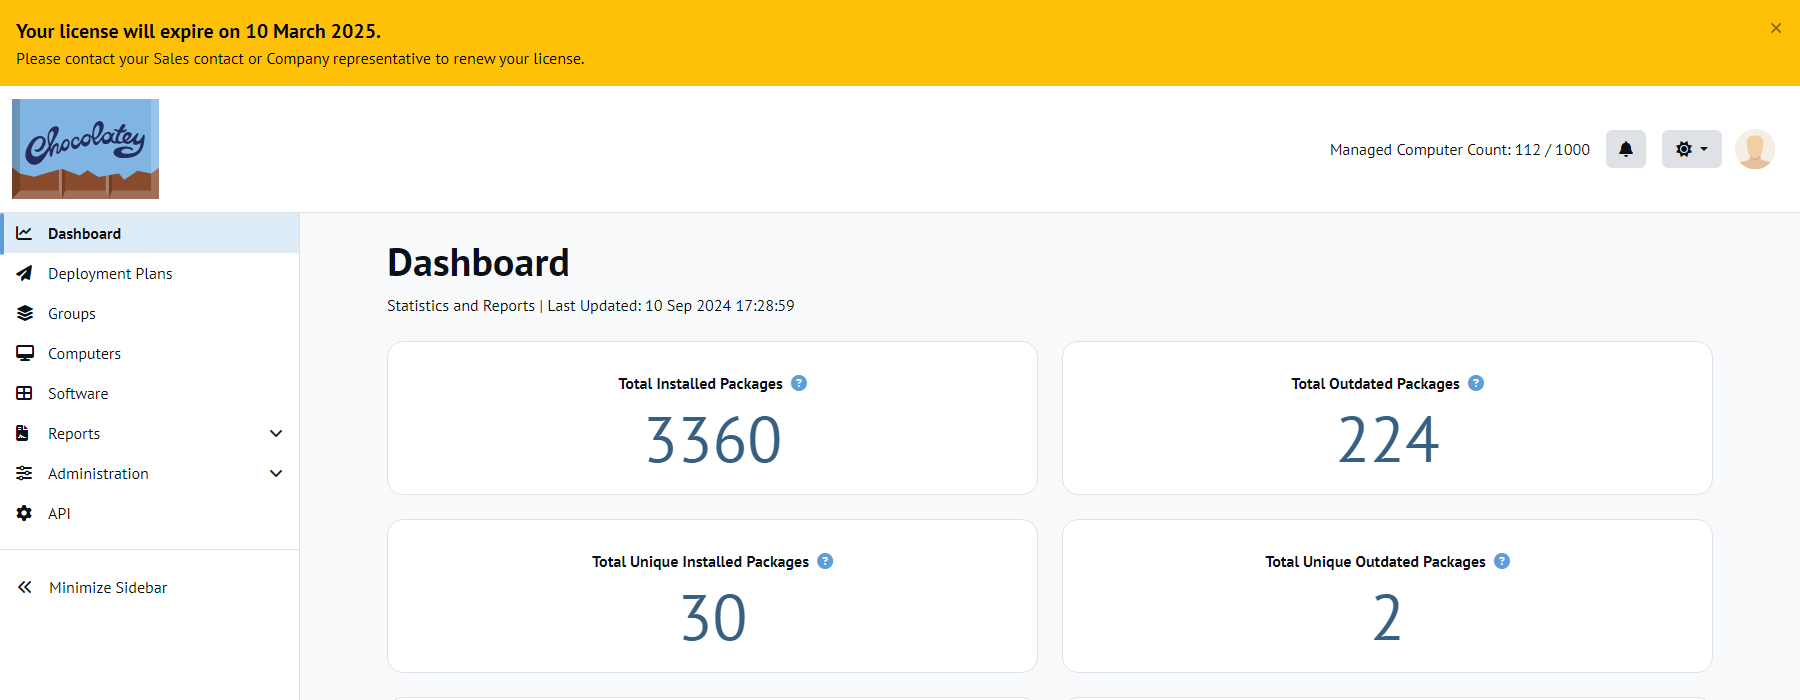 Your license will expire on 10 March 2025.
Please contact your Sales contact or Company representative to renew your license.
Chocolatey
Managed Computer Count: 112 / 1000
Dashboard
Deployment Plans
Groups
Computers
Software
Reports
Administration
API
Minimize Sidebar
Dashboard
Statistics and Reports | Last Updated: 10 Sep 2024 17:28:59
Total Installed Packages ?
3360
Total Outdated Packages ?
224
Total Unique Installed Packages ?
30
Total Unique Outdated Packages ?
2